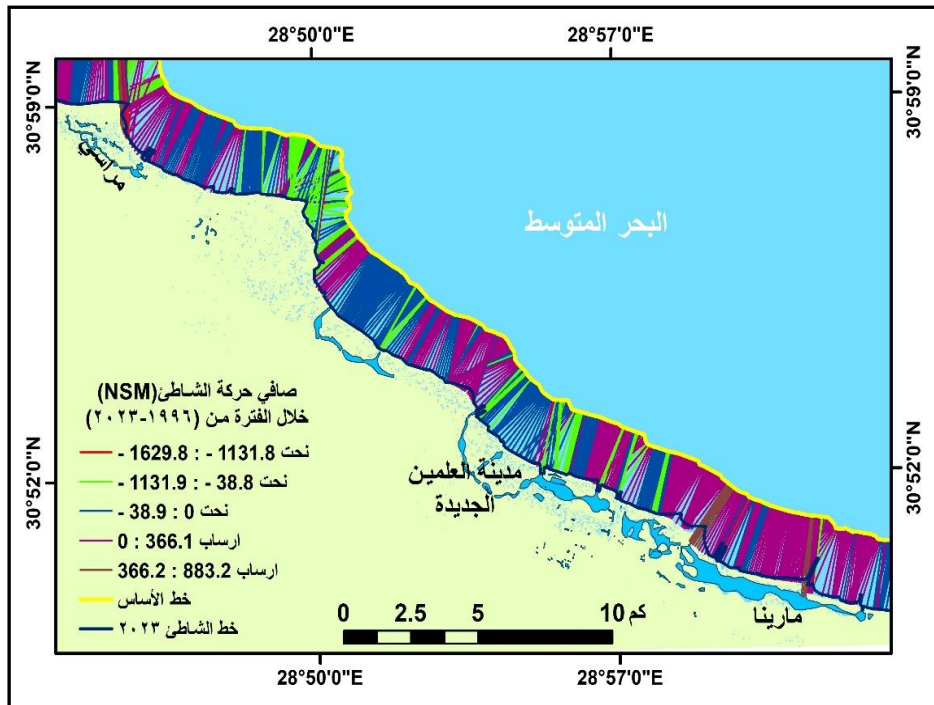 28°50'0"E
28°57'0"E
30°59'0"N
30°59'0"N
مراسي
البحر المتوسط
صافي حركة الشاطئ (NSM)
خلال الفترة من (١٩٩٦-٢٠٢٣)
نحت 1131.8 - : 1629.8 -
نحت 38.8 - : 1131.9 -
نحت 0 : 38.9 -
ارساب 366.1 : 0
ارساب 883.2 : 366.2
خط الأساس
خط الشاطئ ٢٠٢٣
مدينة العلمين
الجديدة
30°52'0"N
30°52'0"N
مارينا
0 2.5 5 10 كم
28°50'0"E
28°57'0"E